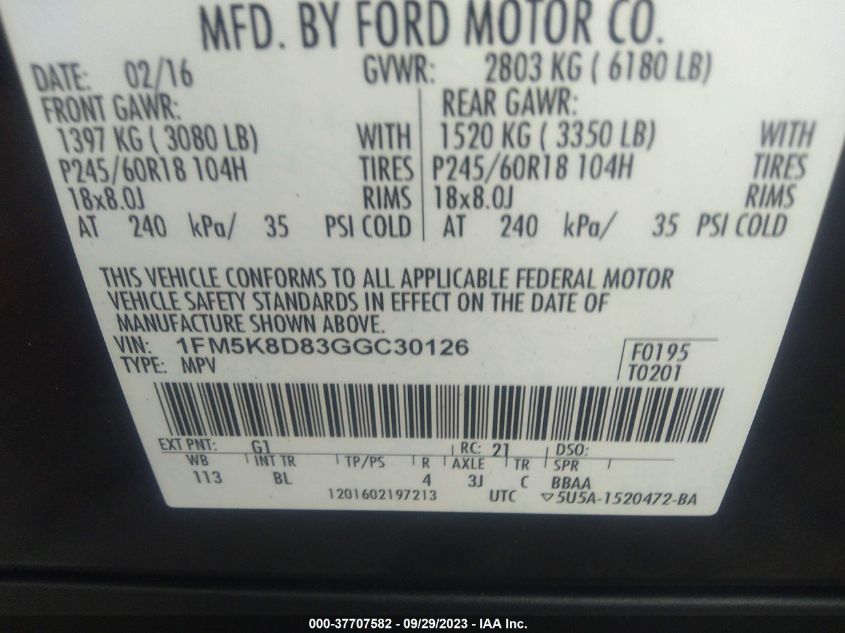 MFD. BY FORD MOTOR CO.
DATE: 02/16 GVWR: 2803 KG ( 6180 LB)
FRONT GAWR: REAR GAWR:
1397 KG ( 3080 LB) WITH 1520 KG ( 3350 LB) WITH
P245/60R18 104H TIRES P245/60R18 104H TIRES
18x8.0J RIMS 18x8.0J RIMS
AT 240 kPa/ 35 PSI COLD AT 240 kPa/ 35 PSI COLD
THIS VEHICLE CONFORMS TO ALL APPLICABLE FEDERAL MOTOR
VEHICLE SAFETY STANDARDS IN EFFECT ON THE DATE OF
MANUFACTURE SHOWN ABOVE.
VIN: 1FM5K8D83GGC30126 F0195
TYPE: MPV T0201
EXT PNT: G1 RC: 21 DSO:
WB INT TR TP/PS R AXLE TR SPR
113 BL 4 3J C BBAA
1201602197213 UTC ▽5U5A-1520472-BA
000-37707582 - 09/29/2023 - IAA Inc.